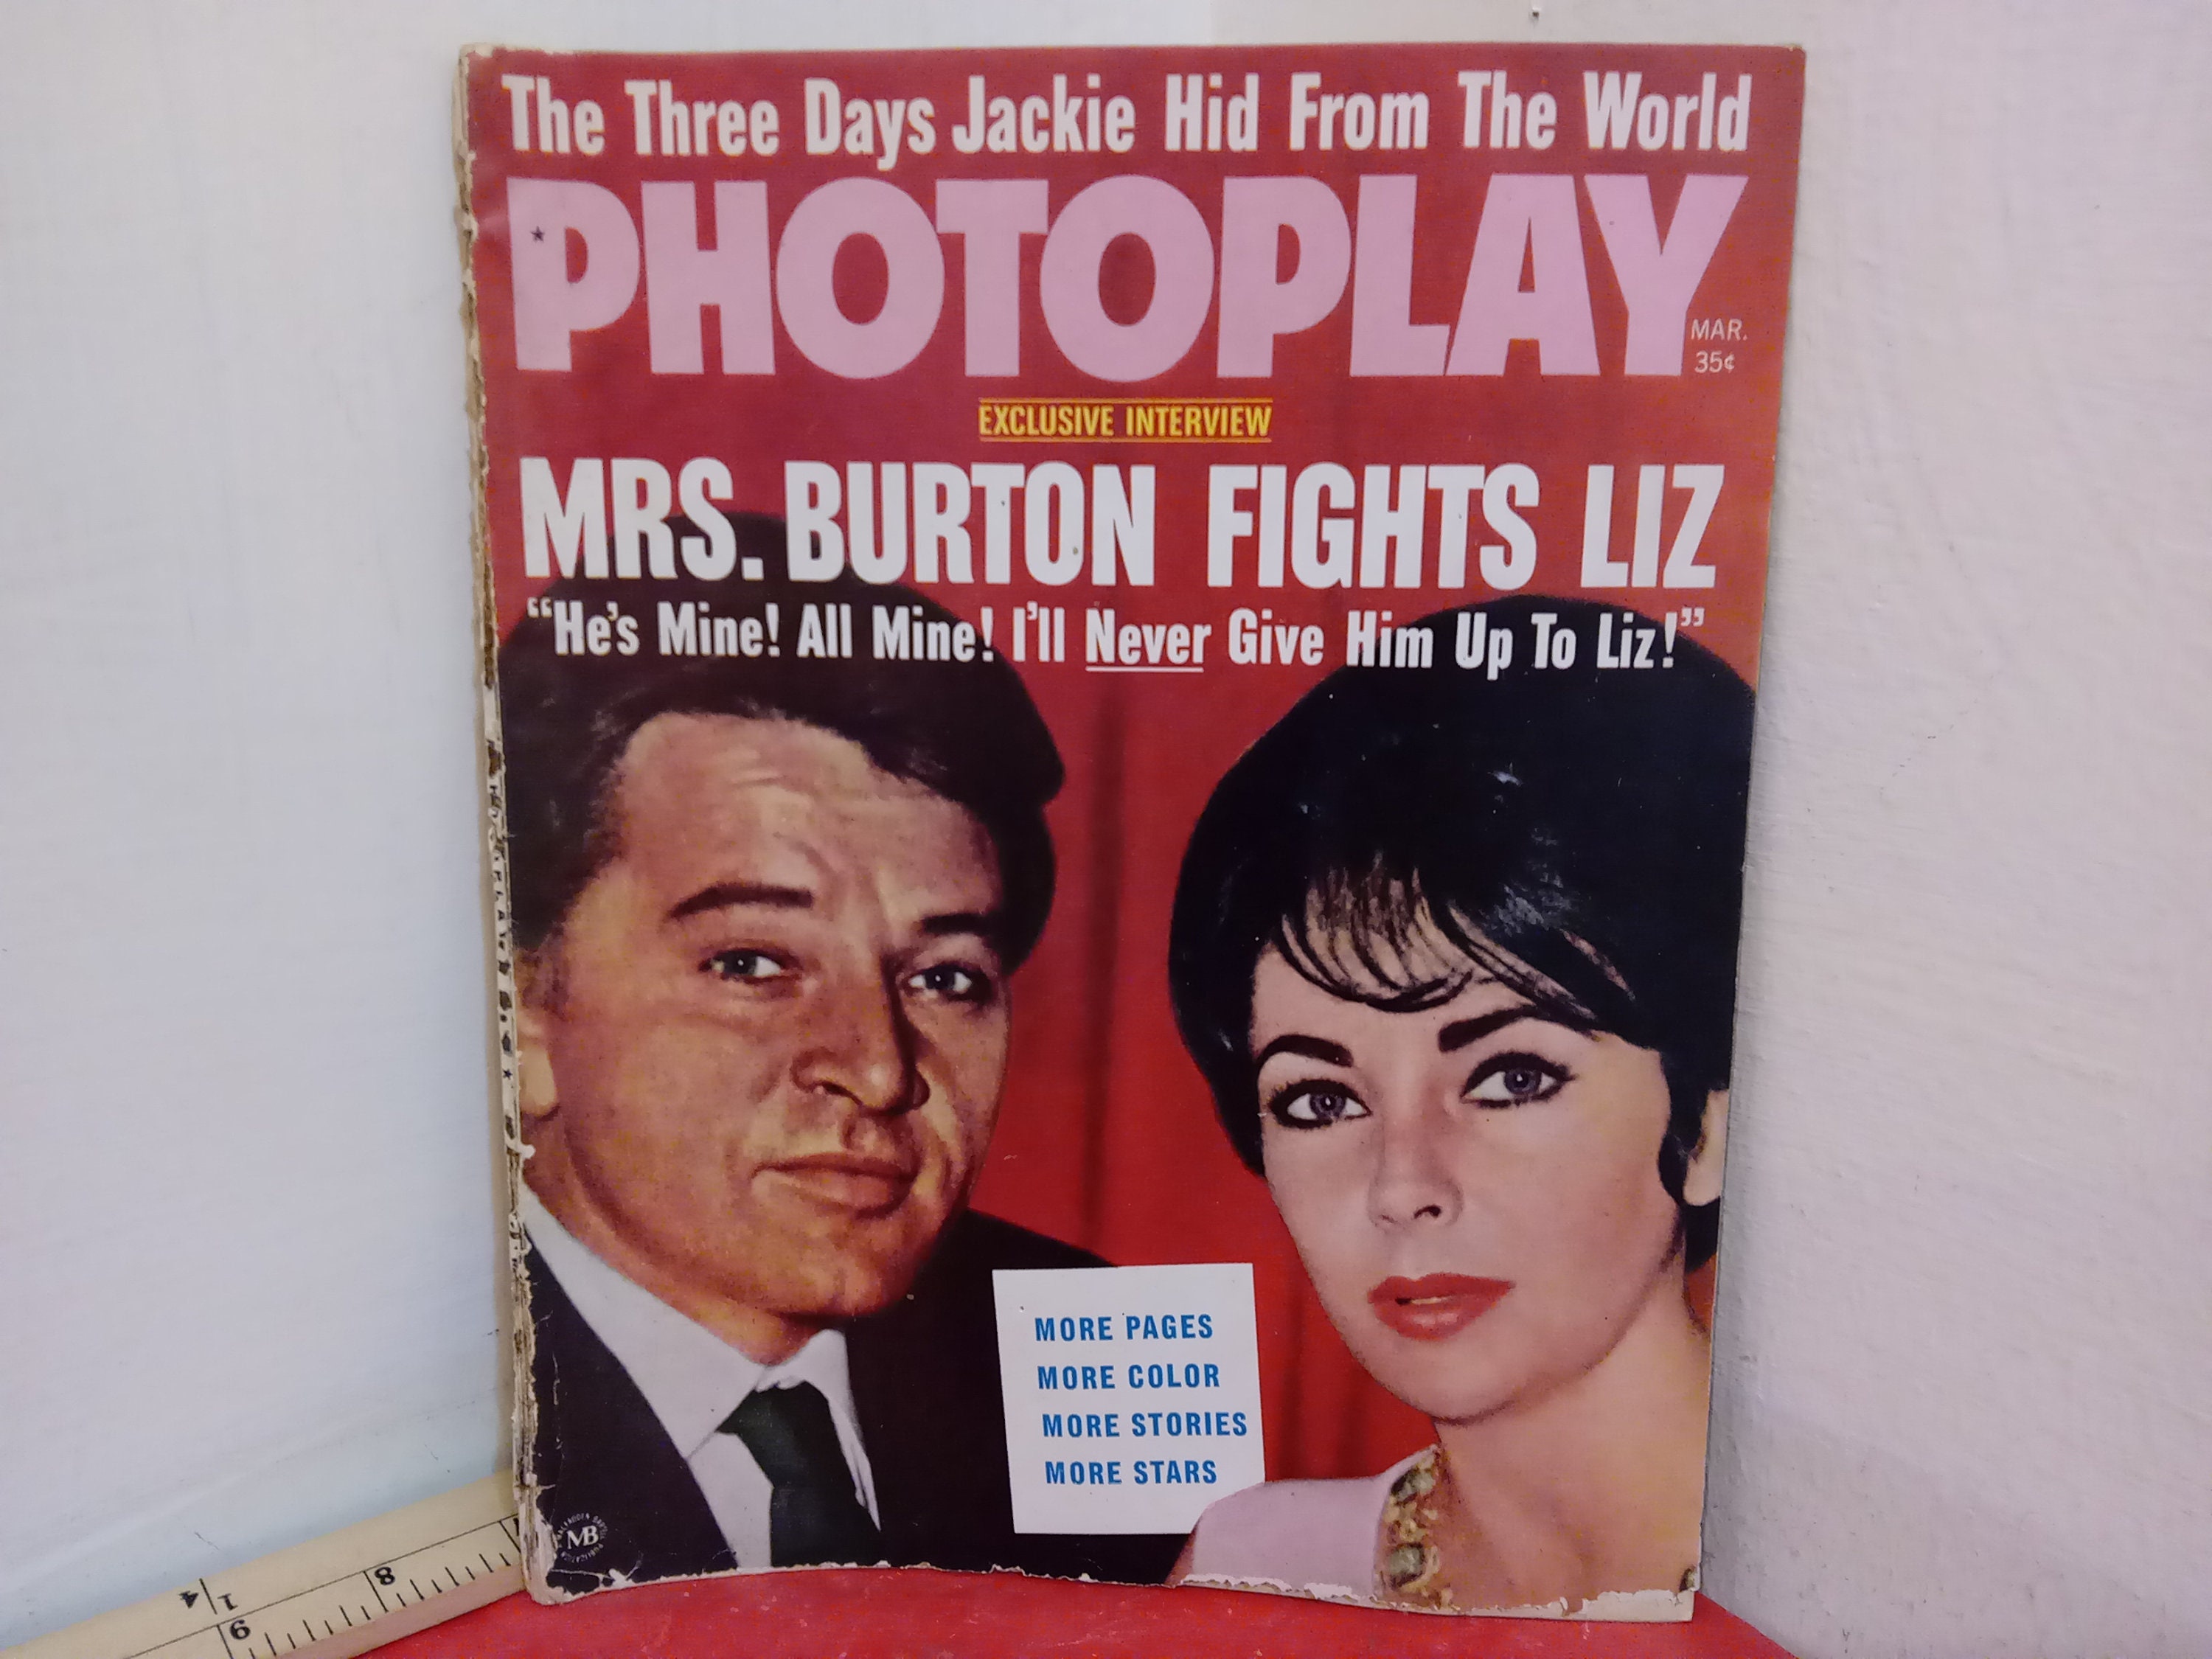 The Three Days Jackie Hid From The World
PHOTOPLAY
MAR.
35¢
EXCLUSIVE INTERVIEW
MRS. BURTON FIGHTS LIZ
“He's Mine! All Mine! I'll Never Give Him Up To Liz!”
MORE PAGES
MORE COLOR
MORE STORIES
MORE STARS
MB
8
9
1
4